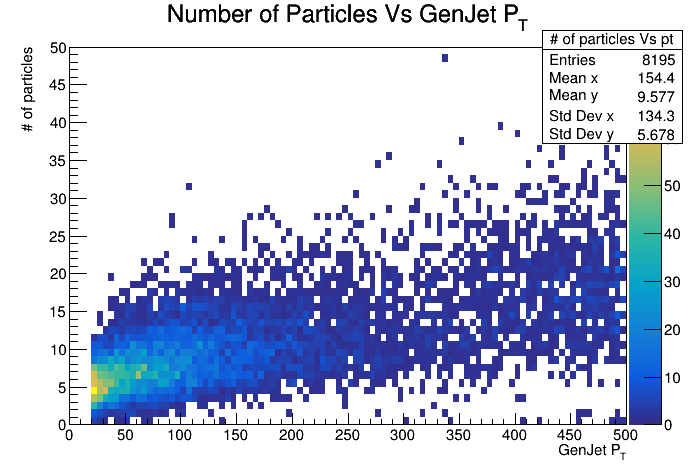 Number of Particles Vs GenJet P_T
# of particles Vs pt
Entries 8195
Mean x 154.4
Mean y 9.577
Std Dev x 134.3
Std Dev y 5.678
# of particles
50
45
40
35
30
25
20
15
10
5
0
0 50 100 150 200 250 300 350 400 450 500
GenJet P_T
50
40
30
20
10
0